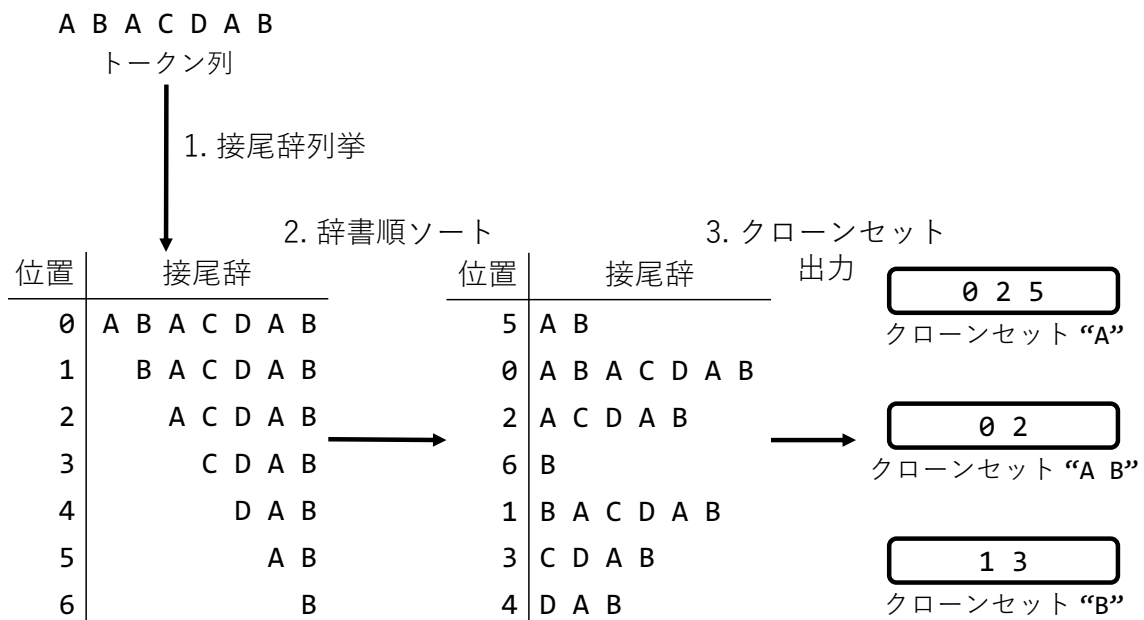 A B A C D A B
トークン列
1. 接尾辞列挙
2. 辞書順ソート
3. クローンセット
出力
位置 接尾辞
0 A B A C D A B
1 B A C D A B
2 A C D A B
3 C D A B
4 D A B
5 A B
6 B
位置 接尾辞
5 A B
0 A B A C D A B
2 A C D A B
6 B
1 B A C D A B
3 C D A B
4 D A B
0 2 5
クローンセット “A”
0 2
クローンセット “A B”
1 3
クローンセット “B”